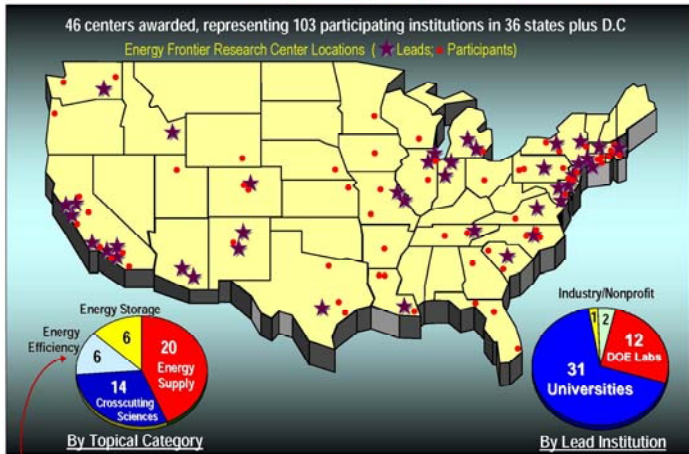 46 centers awarded, representing 103 participating institutions in 36 states plus D.C
Energy Frontier Research Center Locations ( Leads; Participants)
Energy Storage
Energy
Efficiency
6
6
20
Energy
Supply
14
Crosscutting
Sciences
By Topical Category
Industry/Nonprofit
1
2
12
DOE Labs
31
Universities
By Lead Institution